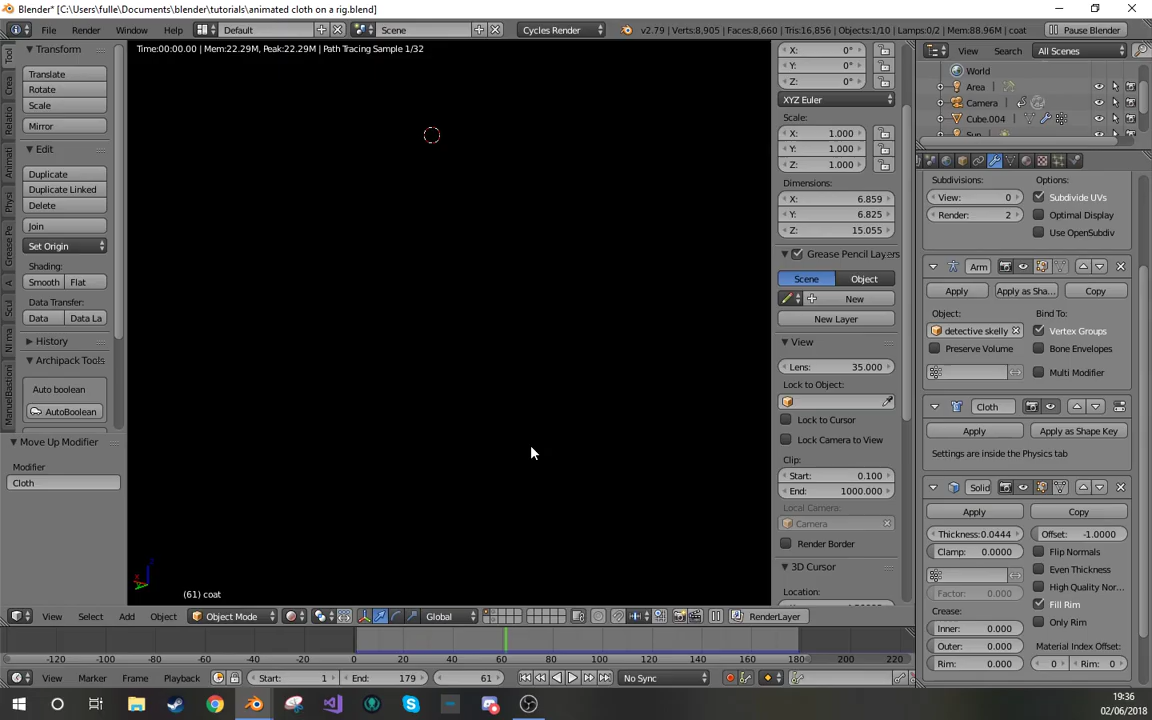 Blender* [C:\Users\fulle\Documents\blender\tutorials\animated cloth on a rig.blend]
File Render Window Help Default Scene Cycles Render v2.79 | Verts:8,905 | Faces:8,660 | Tris:16,856 | Objects:1/10 | Lamps:0/2 | Mem:88.96M | coat Pause Blender
Time:00:00.00 | Mem:22.29M, Peak:22.29M | Path Tracing Sample 1/32
Tool
Crea
Relatio
Animati
Physi
Grease Pe
A
Scul
NI ma
ManuelBastioni
Transform
Translate
Rotate
Scale
Mirror
Edit
Duplicate
Duplicate Linked
Delete
Join
Set Origin
Shading:
Smooth Flat
Data Transfer:
Data Data La
History
Archipack Tools
Auto boolean
AutoBoolean
Move Up Modifier
Modifier
Cloth
(61) coat
X: 0°
Y: 0°
Z: 0°
XYZ Euler
Scale:
X: 1.000
Y: 1.000
Z: 1.000
Dimensions:
X: 6.859
Y: 6.825
Z: 15.055
Grease Pencil Layers
Scene Object
New
New Layer
View
Lens: 35.000
Lock to Object:
Lock to Cursor
Lock Camera to View
Clip:
Start: 0.100
End: 1000.000
Local Camera:
Camera
Render Border
3D Cursor
Location:
View Search All Scenes
World
Area
Camera
Cube.004
Subdivisions: Options:
View: 0 Subdivide UVs
Render: 2 Optimal Display
Use OpenSubdiv
Arm
Apply Apply as Sha... Copy
Object: Bind To:
detective skelly Vertex Groups
Preserve Volume Bone Envelopes
Multi Modifier
Cloth
Apply Apply as Shape Key
Settings are inside the Physics tab
Solid
Apply Copy
Thickness:0.0444 Offset: -1.0000
Clamp: 0.0000 Flip Normals
Even Thickness
High Quality Nor...
Factor: 0.000 Fill Rim
Crease: Only Rim
Inner: 0.000
Outer: 0.000 Material Index Offset:
Rim: 0.000 0 Rim: 0
View Select Add Object Object Mode Global RenderLayer
-120 -100 -80 -60 -40 -20 0 20 40 60 80 100 120 140 160 180 200 220
View Marker Frame Playback Start: 1 End: 179 61 No Sync
19:36
02/06/2018